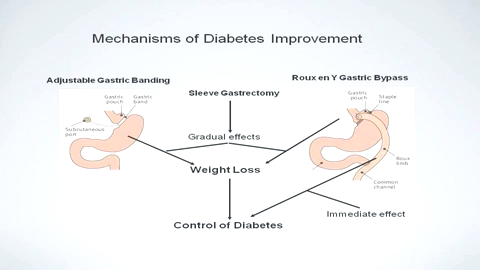 Mechanisms of Diabetes Improvement
Adjustable Gastric Banding
Sleeve Gastrectomy
Roux en Y Gastric Bypass
Gastric
pouch
Gastric
band
Subcutaneous
port
Gastric
pouch
Staple
line
Gradual effects
Roux
limb
Weight Loss
Common
channel
Immediate effect
Control of Diabetes